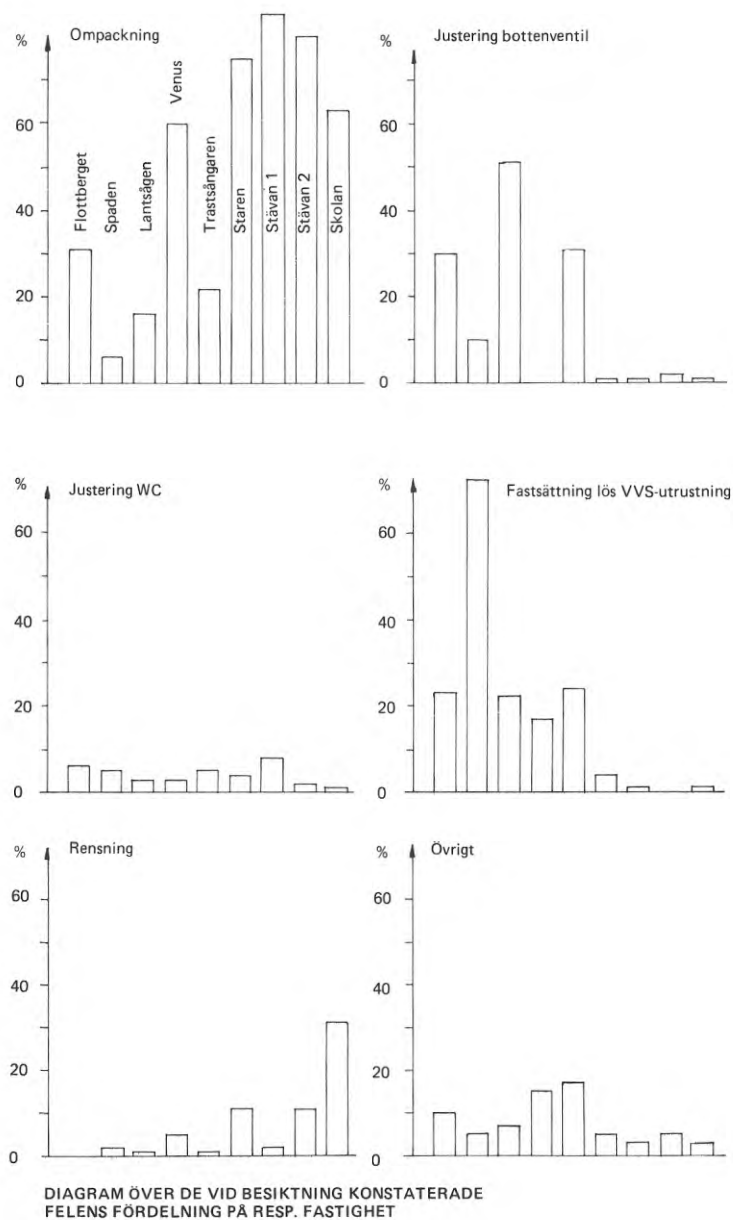 % Ompackning
60
40
20
0
Flottberget
Spaden
Lantsågen
Venus
Trastsångaren
Staren
Stävan 1
Stävan 2
Skolan
% Justering bottenventil
60
40
20
0
% Justering WC
60
40
20
0
% Fastsättning lös VVS-utrustning
60
40
20
0
% Rensning
60
40
20
0
% Övrigt
60
40
20
0
DIAGRAM ÖVER DE VID BESIKTNING KONSTATERADE
FELENS FÖRDELNING PÅ RESP. FASTIGHET